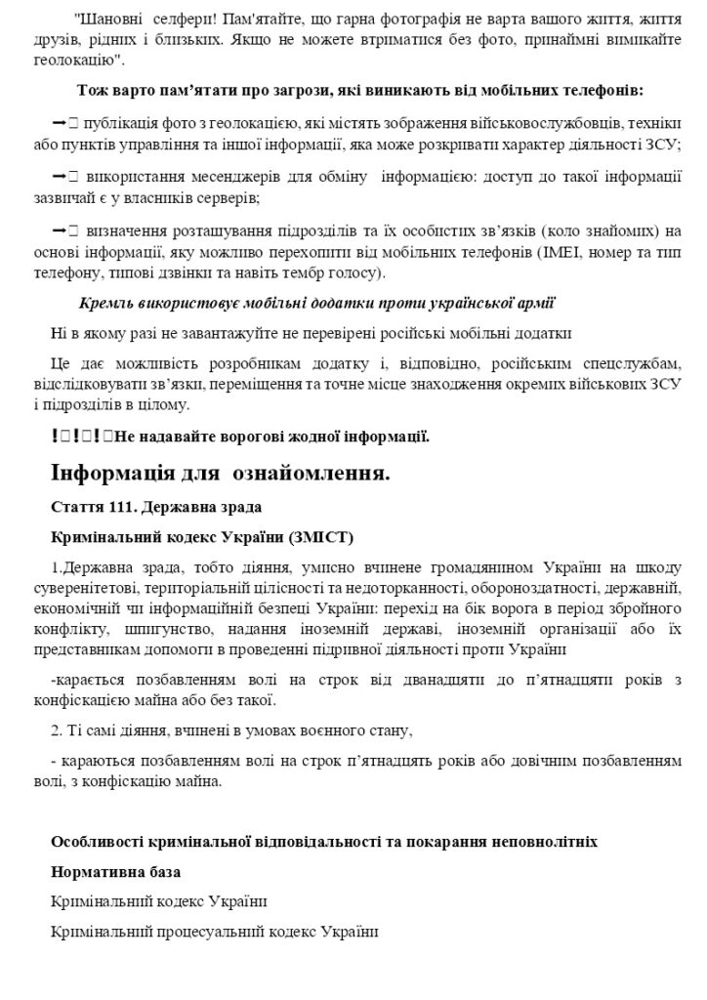 "Шановні селфери! Пам'ятайте, що гарна фотографія не варта вашого життя, життя
друзів, рідних і близьких. Якщо не можете втриматися без фото, принаймні вимикайте
геолокацію".
Тож варто пам’ятати про загрози, які виникають від мобільних телефонів:
➞⎕ публікація фото з геолокацією, які містять зображення військовослужбовців, техніки
або пунктів управління та іншої інформації, яка може розкривати характер діяльності ЗСУ;
➞⎕ використання месенджерів для обміну інформацією: доступ до такої інформації
зазвичай є у власників серверів;
➞⎕ визначення розташування підрозділів та їх особистих зв’язків (коло знайомих) на
основі інформації, яку можливо перехопити від мобільних телефонів (IMEI, номер та тип
телефону, типові дзвінки та навіть тембр голосу).
Кремль використовує мобільні додатки проти української армії
Ні в якому разі не завантажуйте не перевірені російські мобільні додатки
Це дає можливість розробникам додатку і, відповідно, російським спецслужбам,
відслідковувати зв’язки, переміщення та точне місце знаходження окремих військових ЗСУ
і підрозділів в цілому.
❗⎕❗⎕❗⎕Не надавайте ворогові жодної інформації.
Інформація для ознайомлення.
Стаття 111. Державна зрада
Кримінальний кодекс України (ЗМІСТ)
1.Державна зрада, тобто діяння, умисно вчинене громадянином України на шкоду
суверенітетові, територіальній цілісності та недоторканності, обороноздатності, державній,
економічній чи інформаційній безпеці України: перехід на бік ворога в період збройного
конфлікту, шпигунство, надання іноземній державі, іноземній організації або їх
представникам допомоги в проведенні підривної діяльності проти України
-карається позбавленням волі на строк від дванадцяти до п’ятнадцяти років з
конфіскацією майна або без такої.
2. Ті самі діяння, вчинені в умовах воєнного стану,
- караються позбавленням волі на строк п’ятнадцять років або довічним позбавленням
волі, з конфіскацію майна.
Особливості кримінальної відповідальності та покарання неповнолітніх
Нормативна база
Кримінальний кодекс України
Кримінальний процесуальний кодекс України